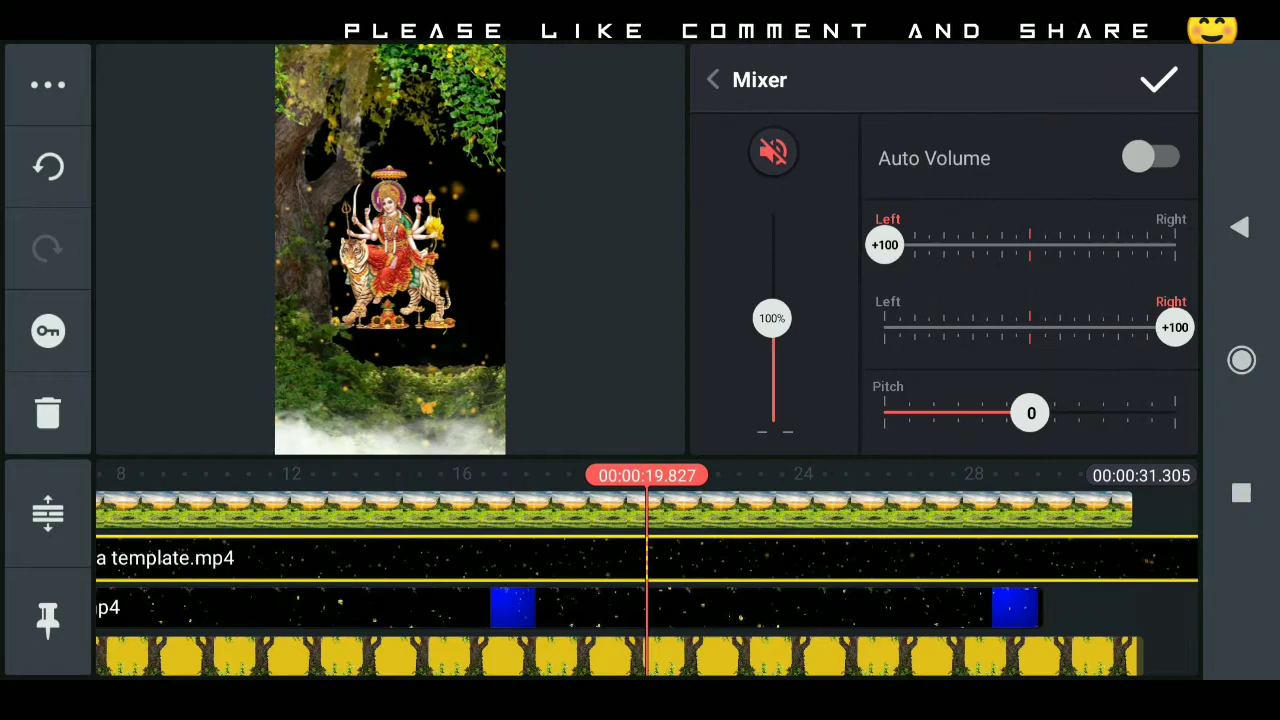 PLEASE LIKE COMMENT AND SHARE
Mixer
Auto Volume
Left
Right
+100
100%
Left
Right
+100
Pitch
0
8
12
16
00:00:19.827
24
28
00:00:31.305
a template.mp4
p4